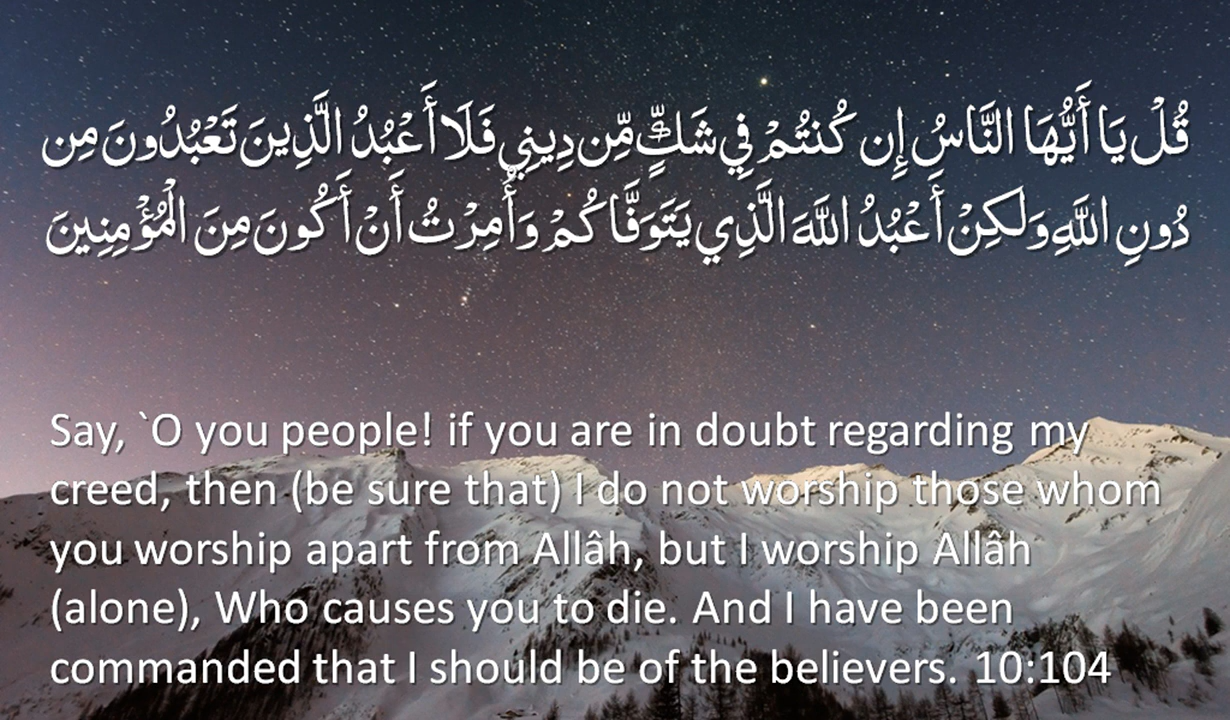 قُلْ يَا أَيُّهَا النَّاسُ إِن كُنتُمْ فِي شَكٍّ مِّن دِينِي فَلَا أَعْبُدُ الَّذِينَ تَعْبُدُونَ مِن
دُونِ اللَّهِ وَلَكِنْ أَعْبُدُ اللَّهَ الَّذِي يَتَوَفَّاكُمْ وَأُمِرْتُ أَنْ أَكُونَ مِنَ الْمُؤْمِنِينَ
Say, `O you people! if you are in doubt regarding my
creed, then (be sure that) I do not worship those whom
you worship apart from Allâh, but I worship Allâh
(alone), Who causes you to die. And I have been
commanded that I should be of the believers. 10:104